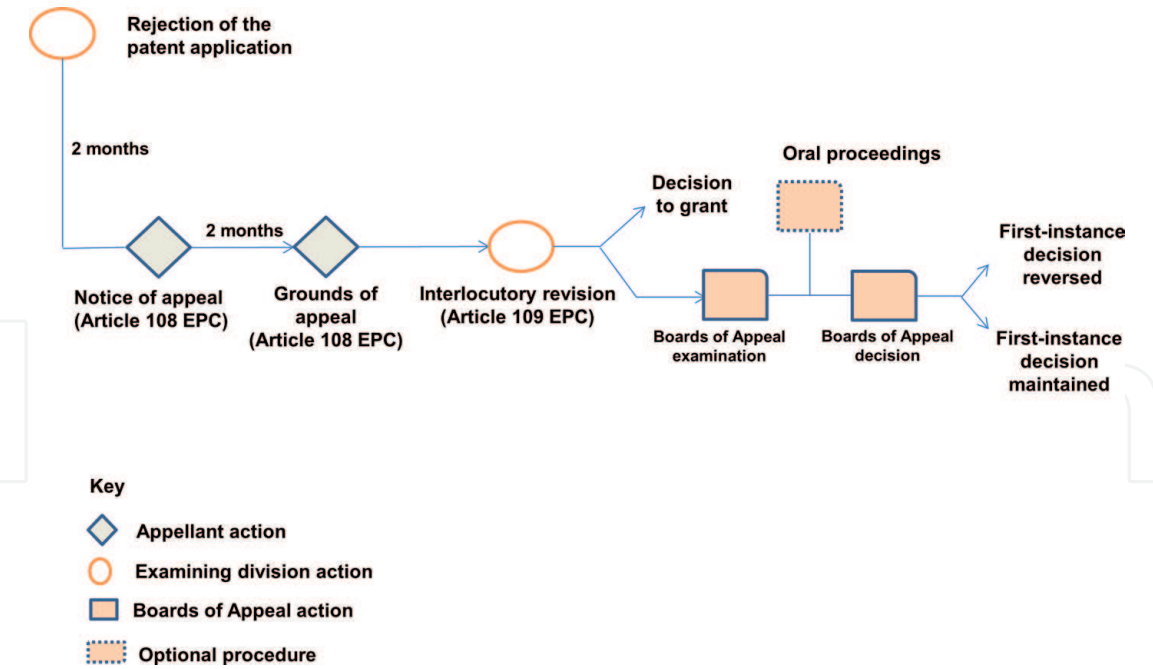 Rejection of the
patent application
2 months
2 months
Notice of appeal
(Article 108 EPC)
Grounds of
appeal
(Article 108 EPC)
Interlocutory revision
(Article 109 EPC)
Decision
to grant
Oral proceedings
Boards of Appeal
examination
Boards of Appeal
decision
First-instance
decision
reversed
First-instance
decision
maintained
Key
Appellant action
Examining division action
Boards of Appeal action
Optional procedure